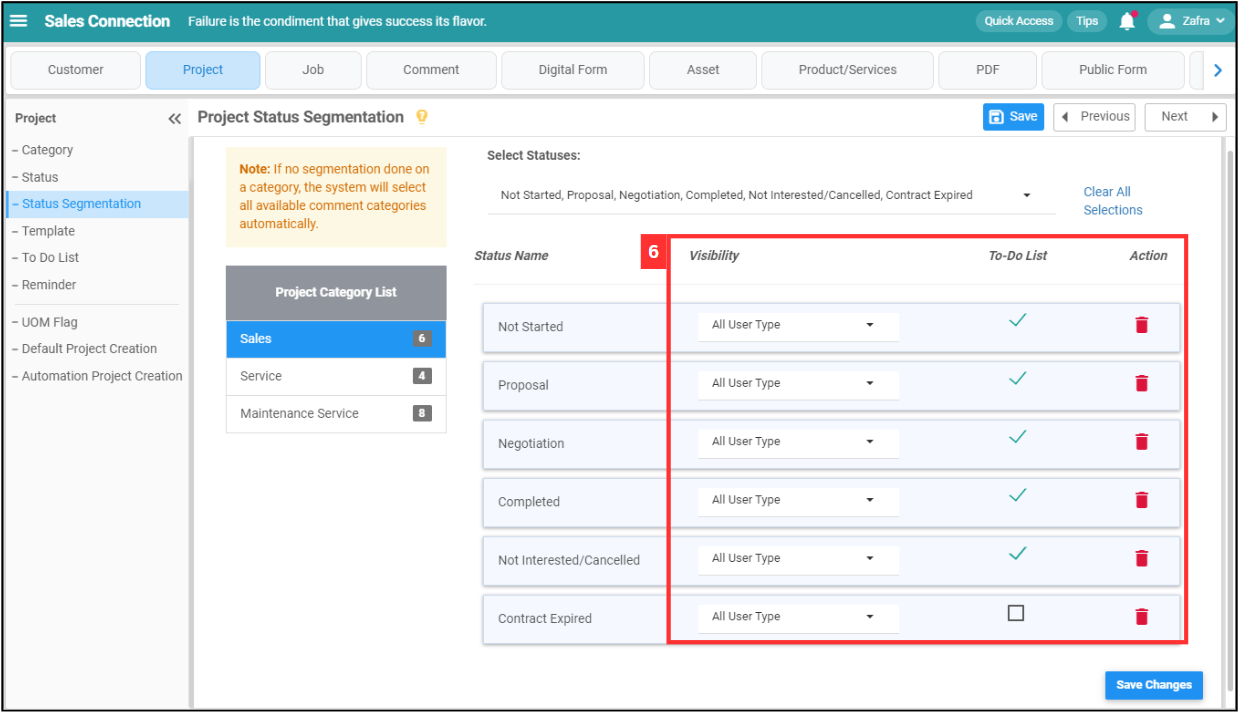 Sales Connection Failure is the condiment that gives success its flavor. Quick Access Tips Zafra
Customer Project Job Comment Digital Form Asset Product/Services PDF Public Form
Project
– Category
– Status
– Status Segmentation
– Template
– To Do List
– Reminder
– UOM Flag
– Default Project Creation
– Automation Project Creation
Project Status Segmentation Save Previous Next
Note: If no segmentation done on
a category, the system will select
all available comment categories
automatically.
Project Category List
Sales 6
Service 4
Maintenance Service 8
Select Statuses:
Not Started, Proposal, Negotiation, Completed, Not Interested/Cancelled, Contract Expired
Clear All
Selections
6
Status Name Visibility To-Do List Action
Not Started All User Type
Proposal All User Type
Negotiation All User Type
Completed All User Type
Not Interested/Cancelled All User Type
Contract Expired All User Type
Save Changes